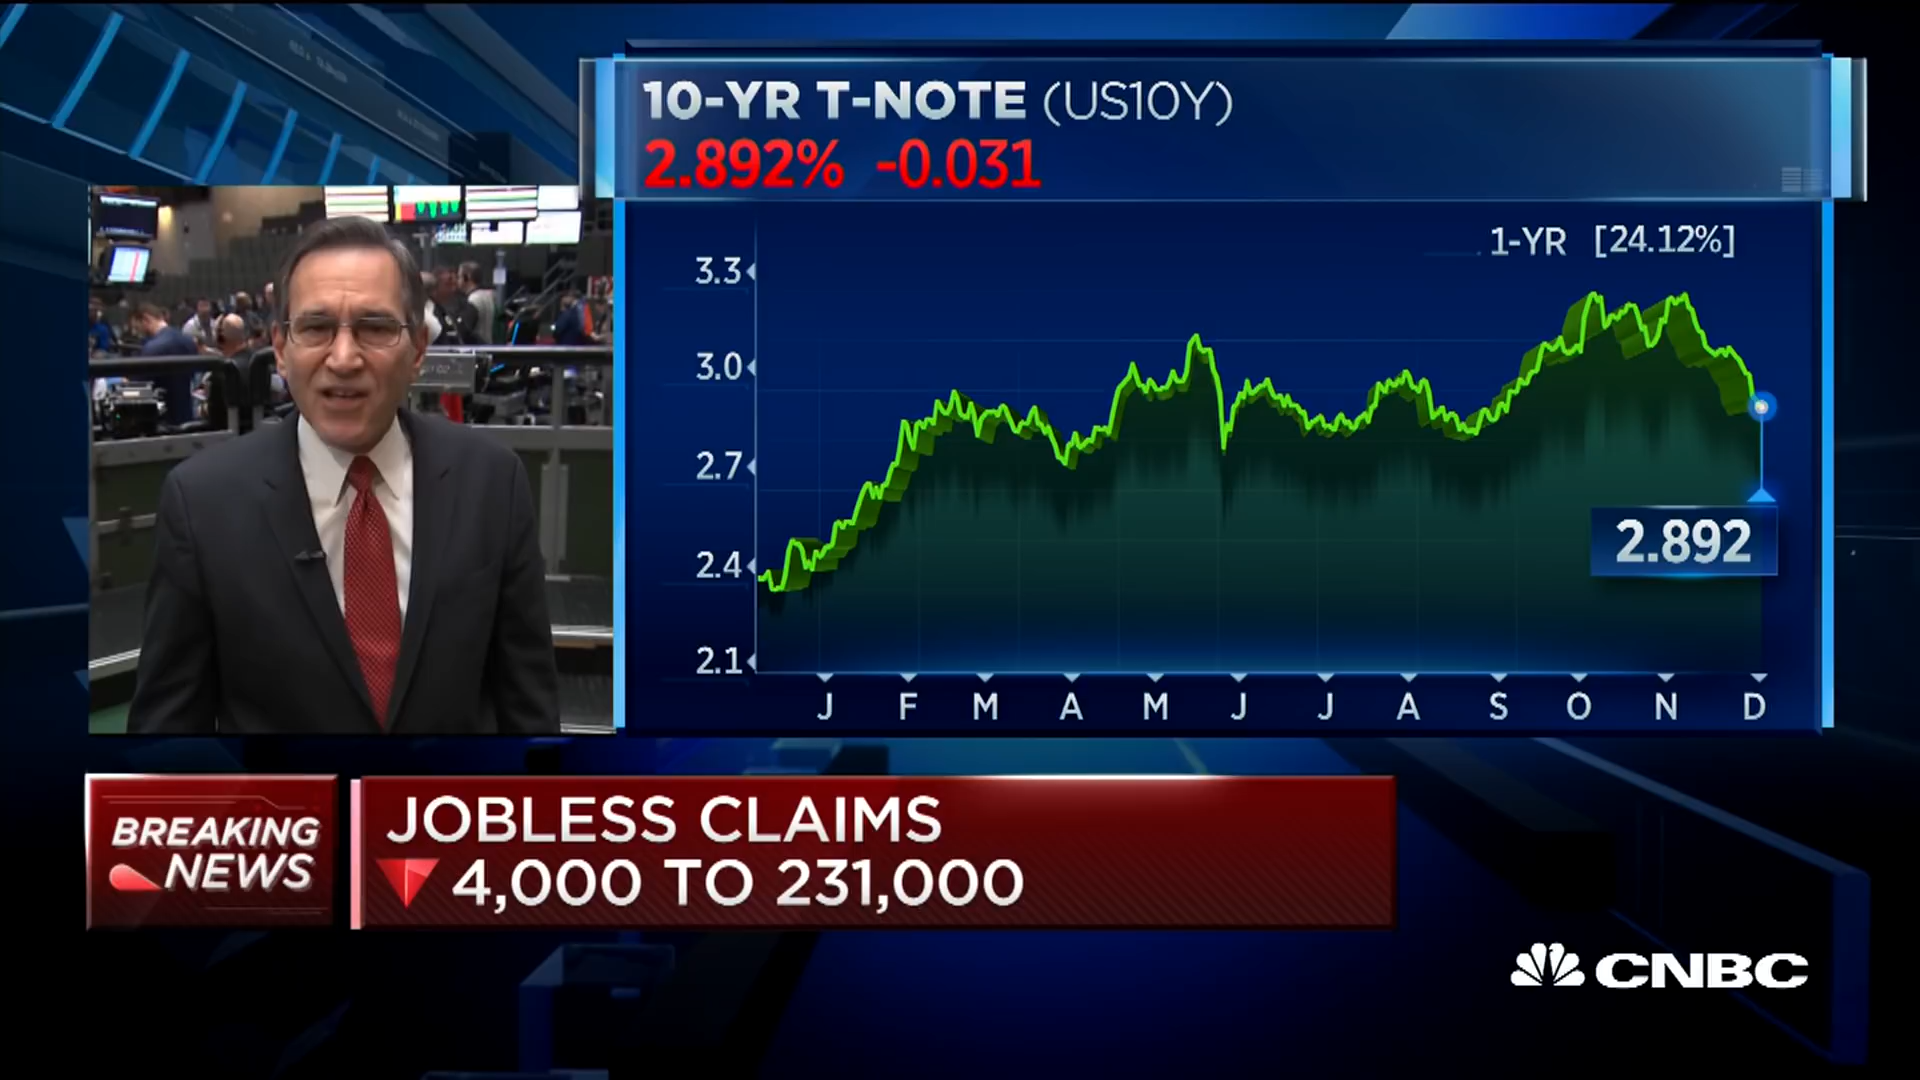 10-YR T-NOTE (US10Y)
2.892% -0.031
1-YR [24.12%]
3.3
3.0
2.7
2.4
2.1
2.892
J F M A M J J A S O N D
BREAKING
NEWS
JOBLESS CLAIMS
4,000 TO 231,000
CNBC